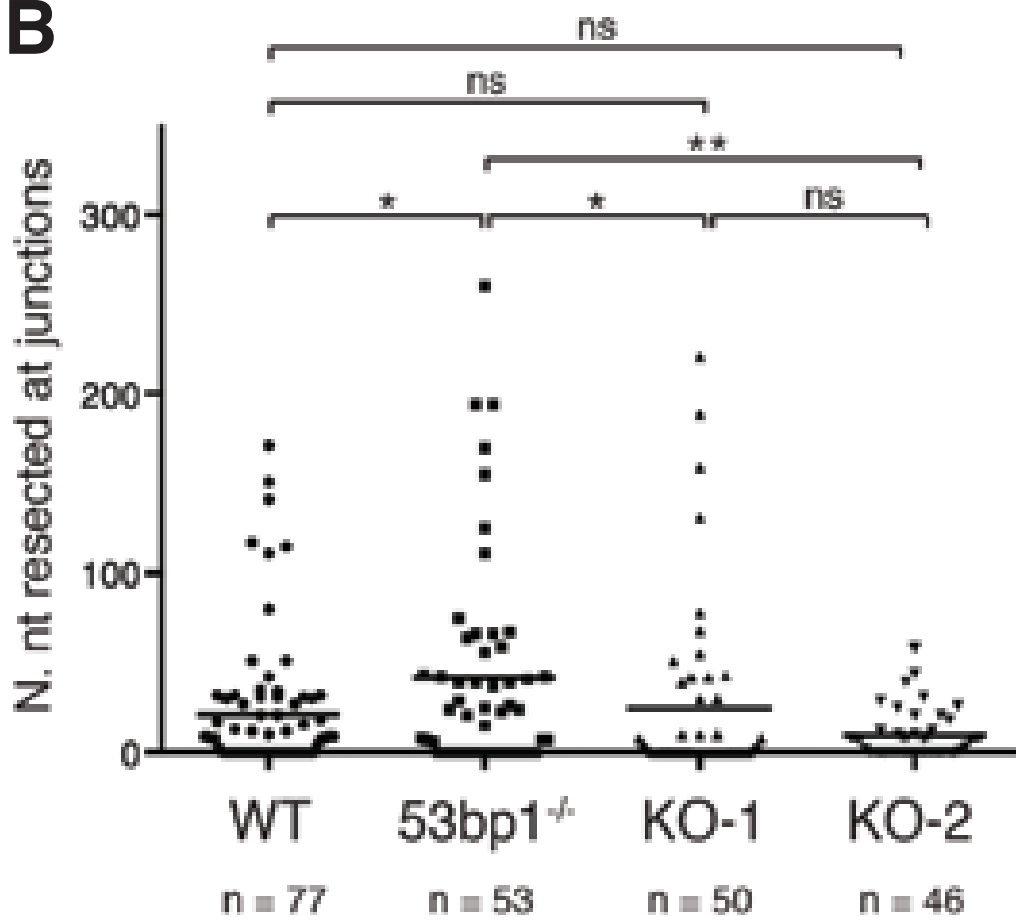 B
ns
ns
**
* * ns
N. nt resected at junctions
300
200
100
0
WT 53bp1-/- KO-1 KO-2
n = 77 n = 53 n = 50 n = 46